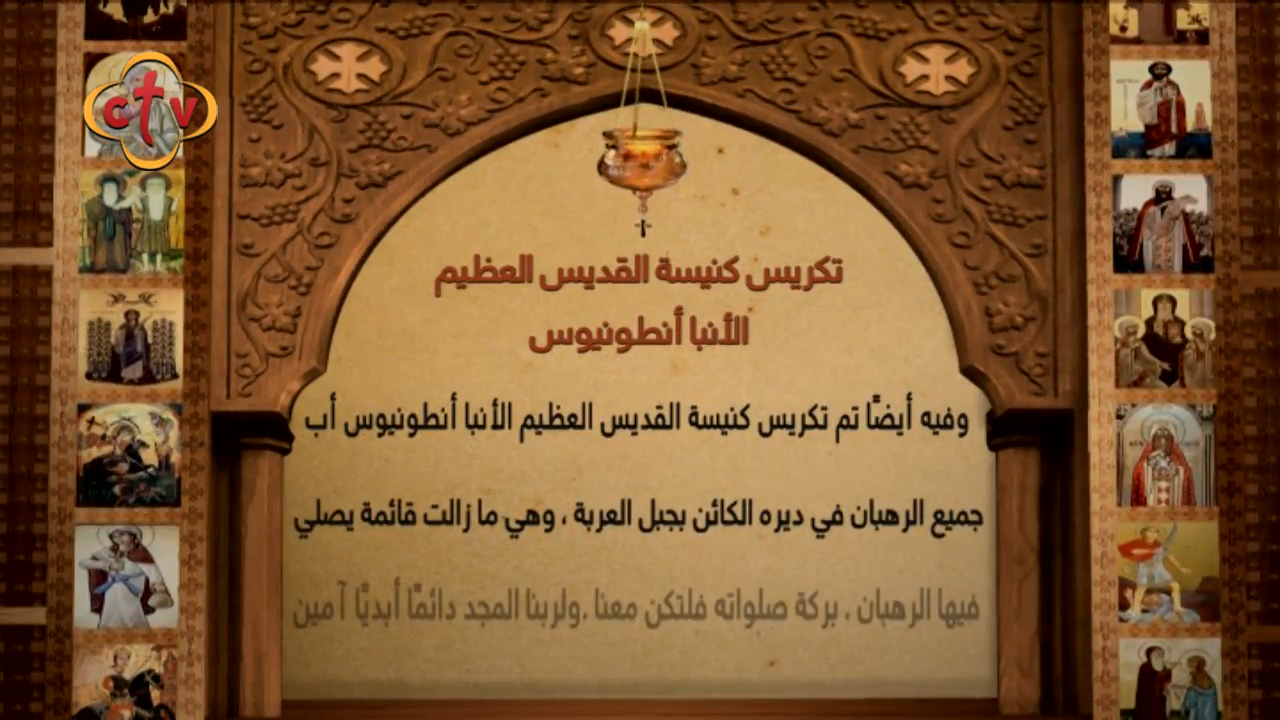 ctv
تكريس كنيسة القديس العظيم
الأنبا أنطونيوس
وفيه أيضًا تم تكريس كنيسة القديس العظيم الأنبا أنطونيوس أب
جميع الرهبان في ديره الكائن بجبل العربة ، وهي ما زالت قائمة يصلي
فيها الرهبان . بركة صلواته فلتكن معنا ،ولربنا المجد دائمًا أبديًا آمين